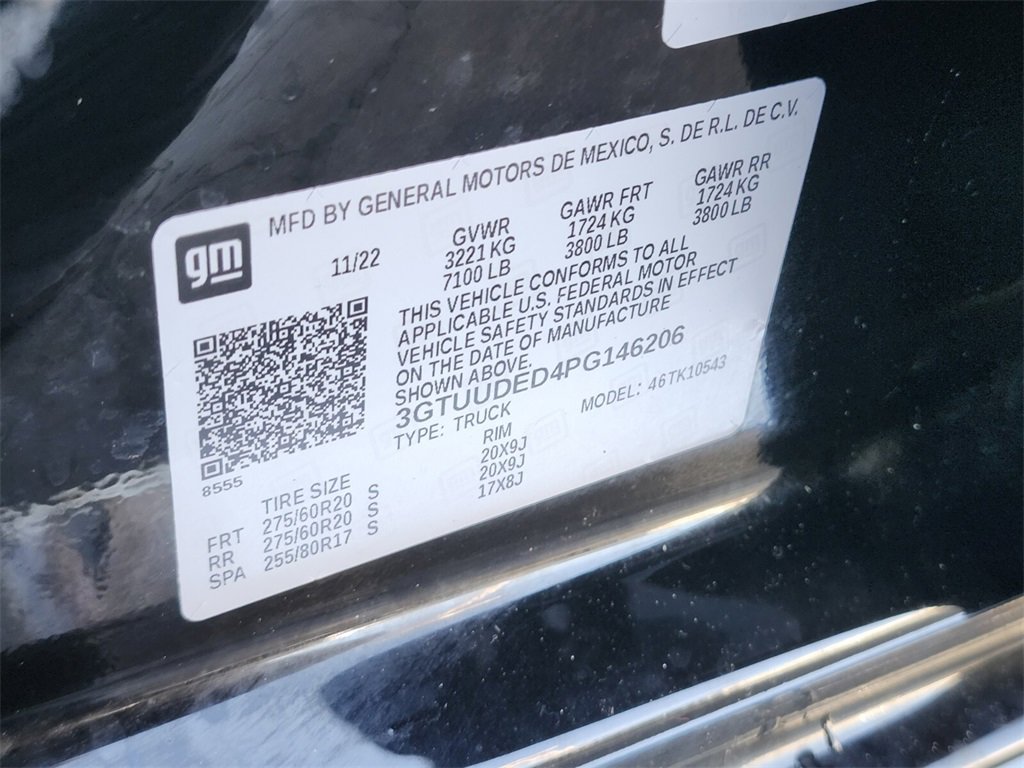 MFD BY GENERAL MOTORS DE MEXICO, S. DE R.L. DE C.V.
gm
11/22
GVWR GAWR FRT GAWR RR
3221 KG 1724 KG 1724 KG
7100 LB 3800 LB 3800 LB
THIS VEHICLE CONFORMS TO ALL
APPLICABLE U.S. FEDERAL MOTOR
VEHICLE SAFETY STANDARDS IN EFFECT
ON THE DATE OF MANUFACTURE
SHOWN ABOVE.
3GTUUDED4PG146206
TYPE: TRUCK MODEL: 46TK10543
8555
TIRE SIZE RIM
FRT 275/60R20 S 20X9J
RR 275/60R20 S 20X9J
SPA 255/80R17 S 17X8J